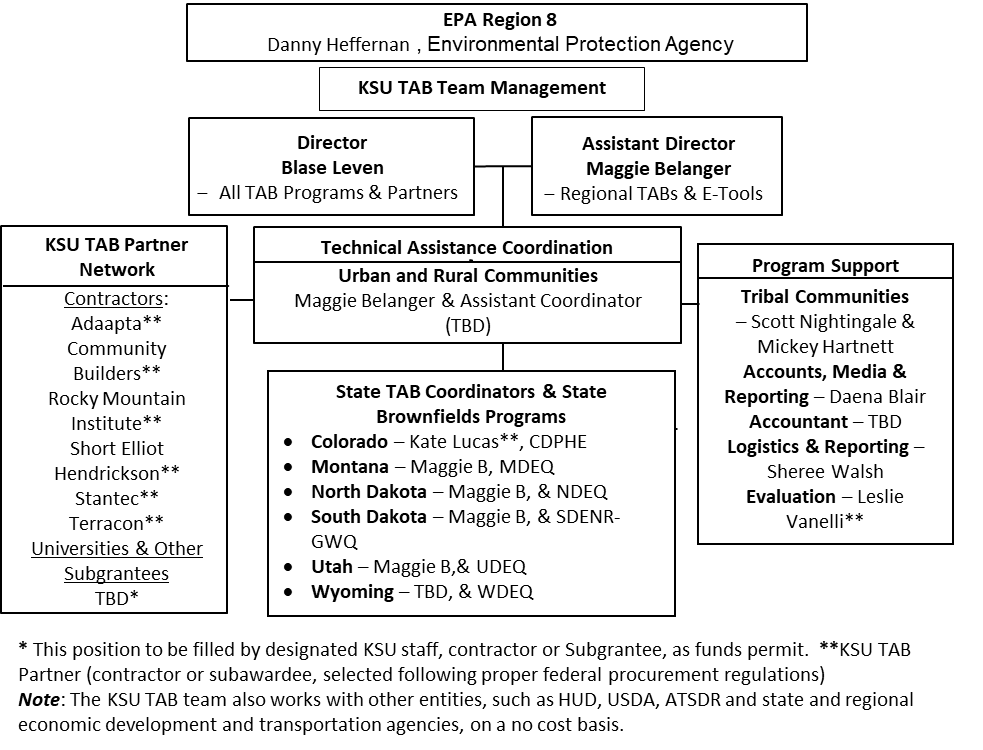 EPA Region 8
Danny Heffernan , Environmental Protection Agency
KSU TAB Team Management
Director
Blase Leven
– All TAB Programs & Partners
Assistant Director
Maggie Belanger
– Regional TABs & E-Tools
KSU TAB Partner
Network
Contractors:
Adaapta**
Community
Builders**
Rocky Mountain
Institute**
Short Elliot
Hendrickson**
Stantec**
Terracon**
Universities & Other
Subgrantees
TBD*
Technical Assistance Coordination
Urban and Rural Communities
Maggie Belanger & Assistant Coordinator
(TBD)
Program Support
Tribal Communities
– Scott Nightingale &
Mickey Hartnett
Accounts, Media &
Reporting – Daena Blair
Accountant – TBD
Logistics & Reporting –
Sheree Walsh
Evaluation – Leslie
Vanelli**
State TAB Coordinators & State
Brownfields Programs
• Colorado – Kate Lucas**, CDPHE
• Montana – Maggie B, MDEQ
• North Dakota – Maggie B, & NDEQ
• South Dakota – Maggie B, & SDENR-
GWQ
• Utah – Maggie B,& UDEQ
• Wyoming – TBD, & WDEQ
* This position to be filled by designated KSU staff, contractor or Subgrantee, as funds permit. **KSU TAB
Partner (contractor or subawardee, selected following proper federal procurement regulations)
Note: The KSU TAB team also works with other entities, such as HUD, USDA, ATSDR and state and regional
economic development and transportation agencies, on a no cost basis.